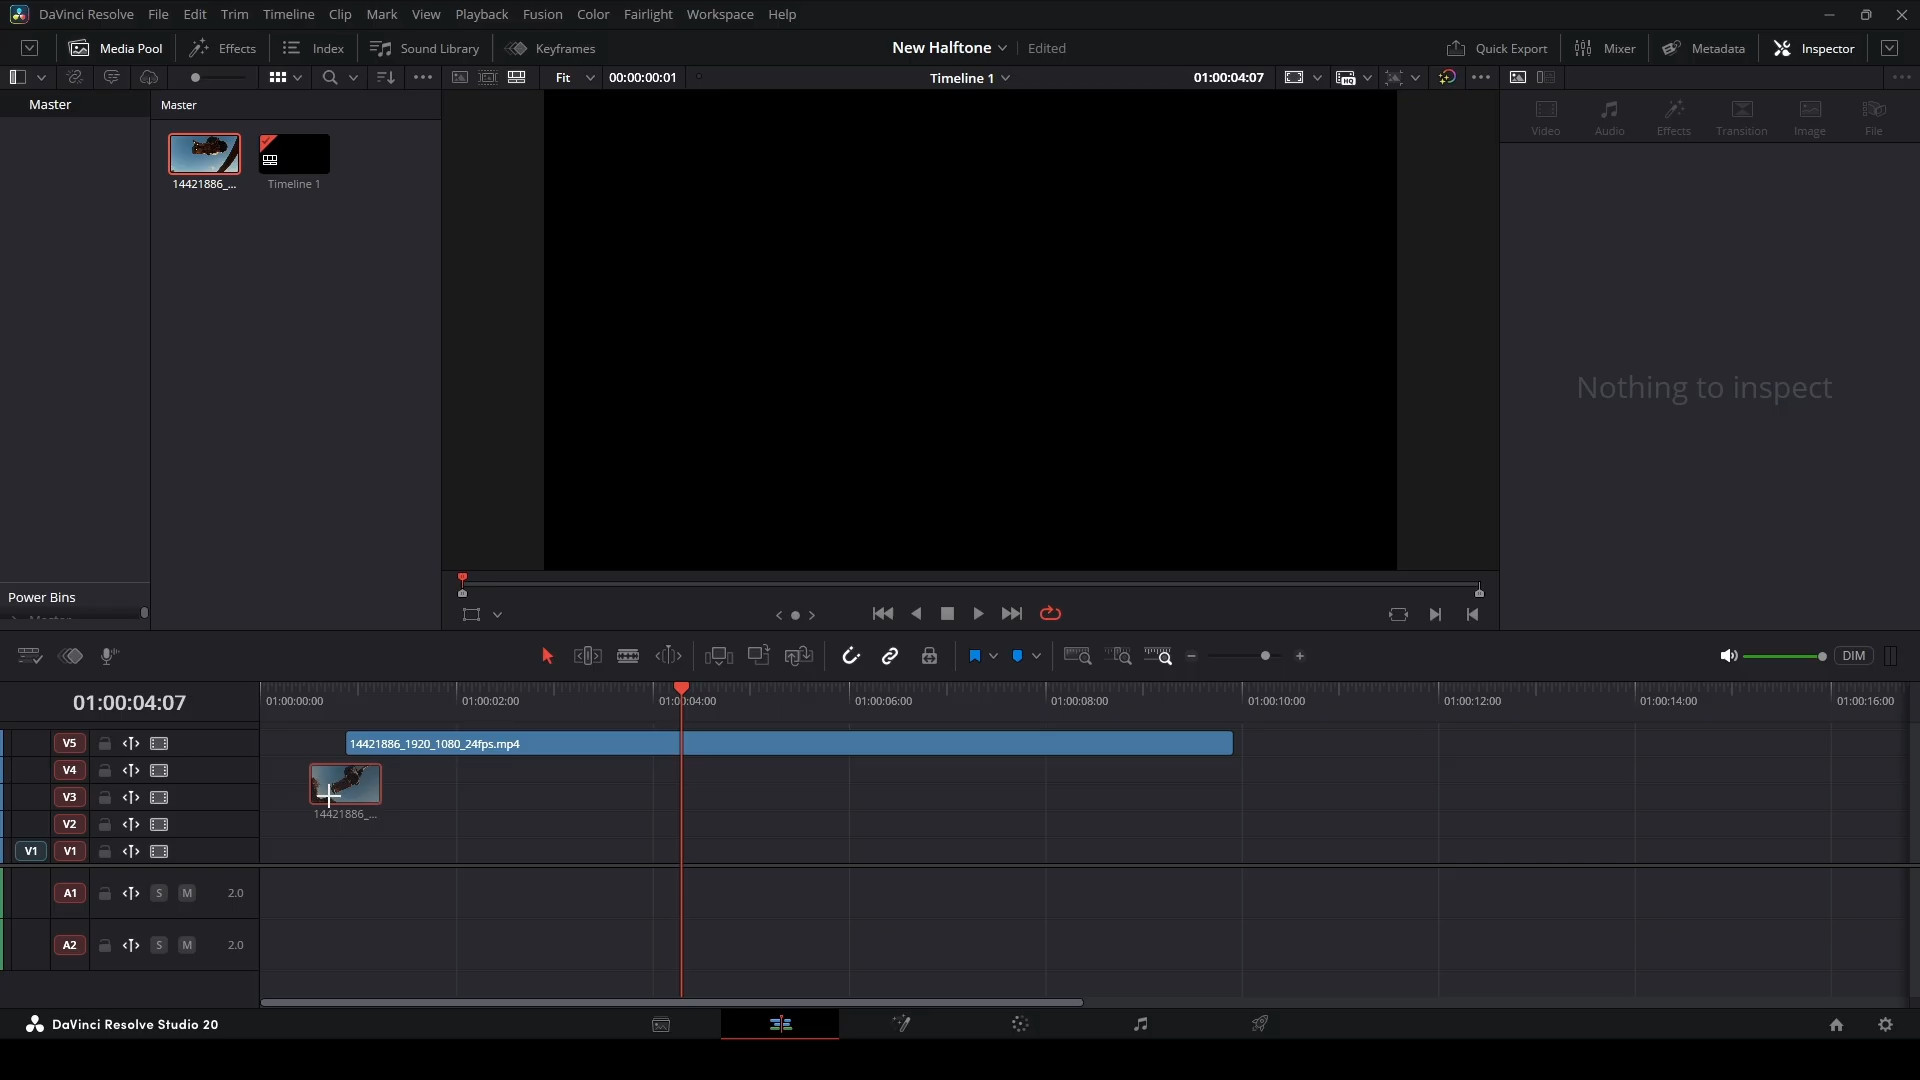 DaVinci Resolve File Edit Trim Timeline Clip Mark View Playback Fusion Color Fairlight Workspace Help
Media Pool Effects Index Sound Library Keyframes New Halftone Edited Quick Export Mixer Metadata Inspector
Fit 00:00:00:01 Timeline 1 01:00:04:07
Master Master
Video Audio Effects Transition Image File
14421886_... Timeline 1
Nothing to inspect
Power Bins
Master
DIM
01:00:04:07 01:00:00:00 01:00:02:00 01:00:04:00 01:00:06:00 01:00:08:00 01:00:10:00 01:00:12:00 01:00:14:00 01:00:16:00
V5 14421886_1920_1080_24fps.mp4
V4
V3
14421886_...
V2
V1 V1
A1 S M 2.0
A2 S M 2.0
DaVinci Resolve Studio 20